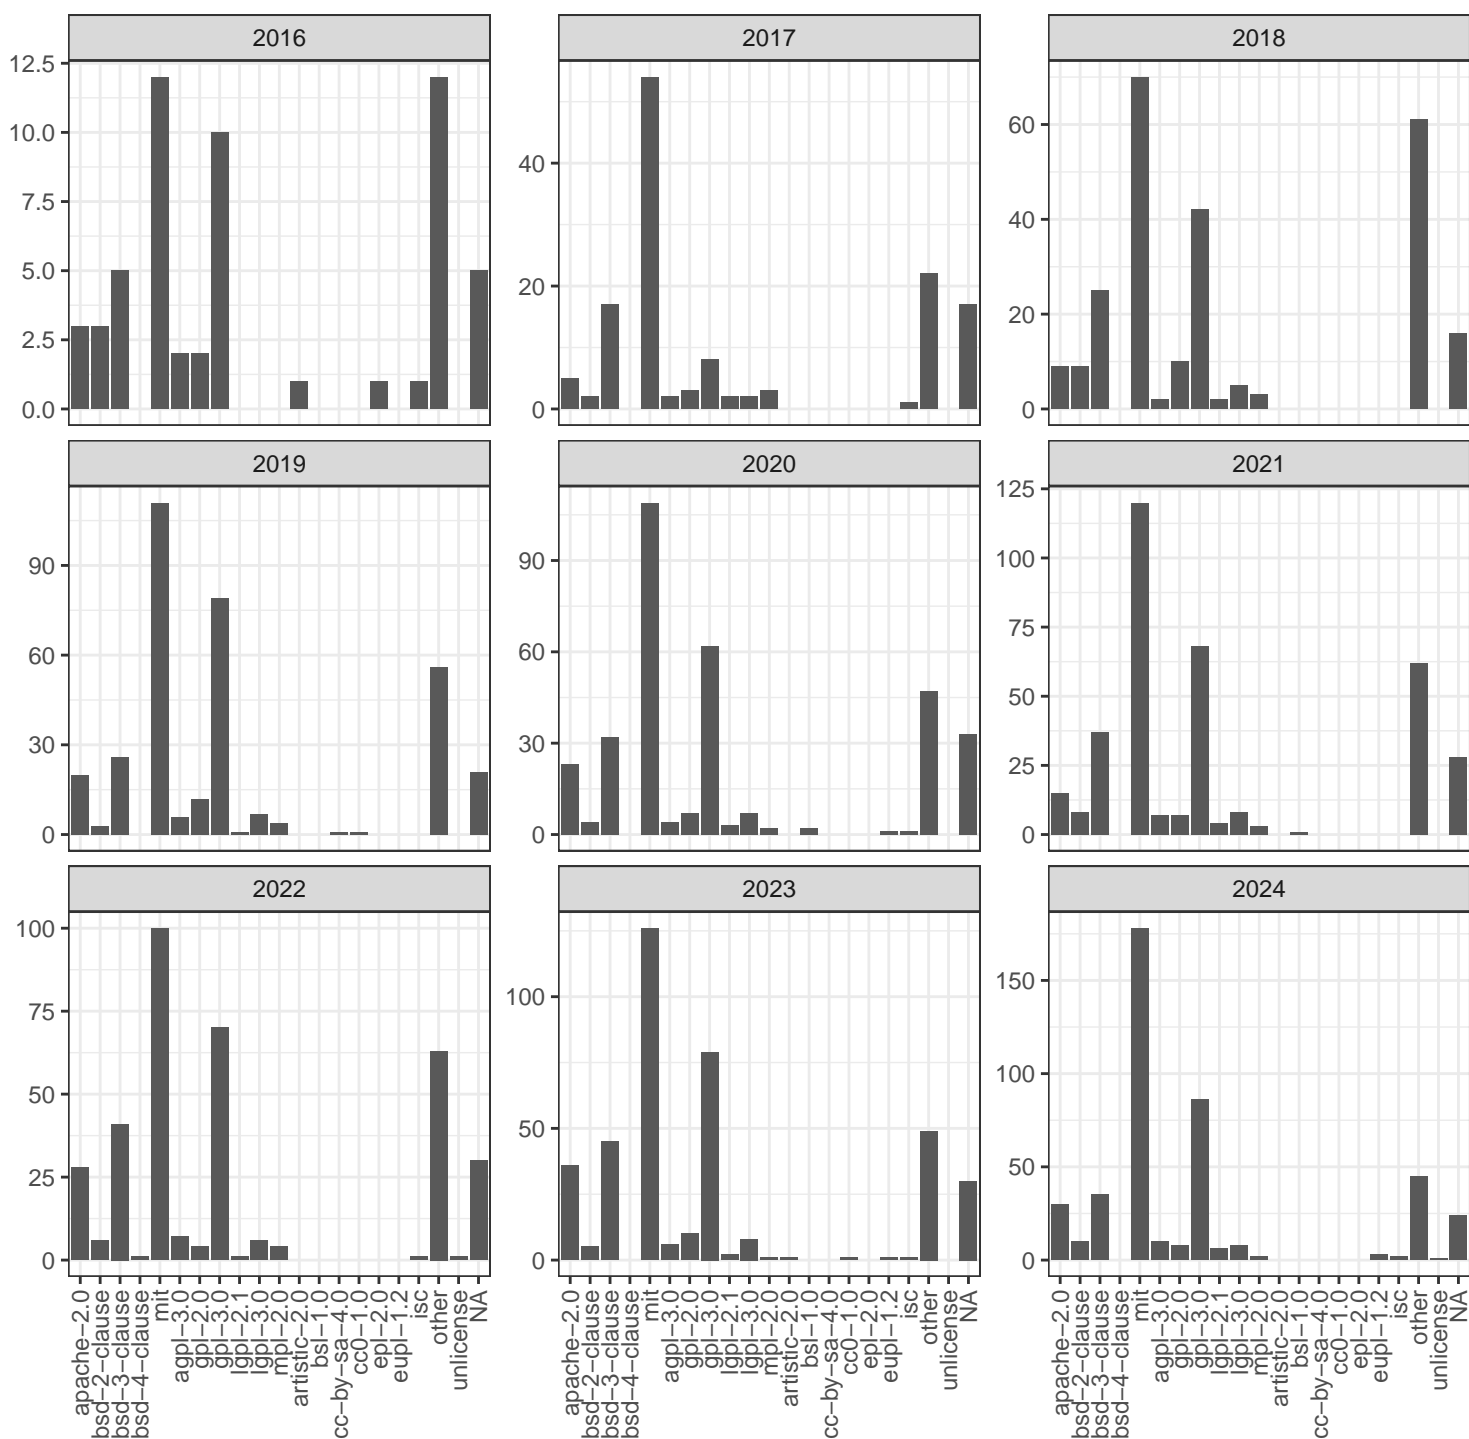 2016
2017
2018
12.5
10.0
7.5
5.0
2.5
0.0
40
20
0
60
40
20
0
2019
2020
2021
90
60
30
0
90
60
30
0
125
100
75
50
25
0
2022
2023
2024
100
75
50
25
0
100
50
0
150
100
50
0
apache−2.0
bsd−2−clause
bsd−3−clause
bsd−4−clause
mit
agpl−3.0
gpl−2.0
gpl−3.0
lgpl−2.1
lgpl−3.0
mpl−2.0
artistic−2.0
bsl−1.0
cc−by−sa−4.0
cc0−1.0
epl−2.0
eupl−1.2
isc
other
unlicense
NA
apache−2.0
bsd−2−clause
bsd−3−clause
bsd−4−clause
mit
agpl−3.0
gpl−2.0
gpl−3.0
lgpl−2.1
lgpl−3.0
mpl−2.0
artistic−2.0
bsl−1.0
cc−by−sa−4.0
cc0−1.0
epl−2.0
eupl−1.2
isc
other
unlicense
NA
apache−2.0
bsd−2−clause
bsd−3−clause
bsd−4−clause
mit
agpl−3.0
gpl−2.0
gpl−3.0
lgpl−2.1
lgpl−3.0
mpl−2.0
artistic−2.0
bsl−1.0
cc−by−sa−4.0
cc0−1.0
epl−2.0
eupl−1.2
isc
other
unlicense
NA